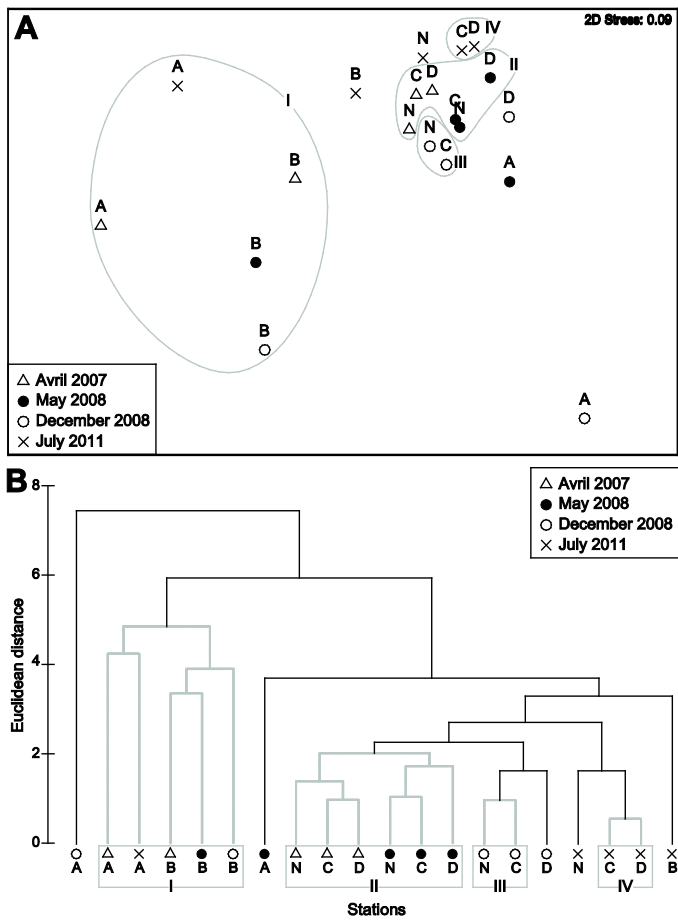 A
2D Stress: 0.09
C D IV
N
D II
A
B
C D
C
N
D
N
N
C
III
I
B
A
A
B
B
A
Avril 2007
May 2008
December 2008
July 2011
B
8
6
4
2
0
Euclidean distance
Avril 2007
May 2008
December 2008
July 2011
A A A B B B A N C D N C D N C D N C D B
I II III IV
Stations